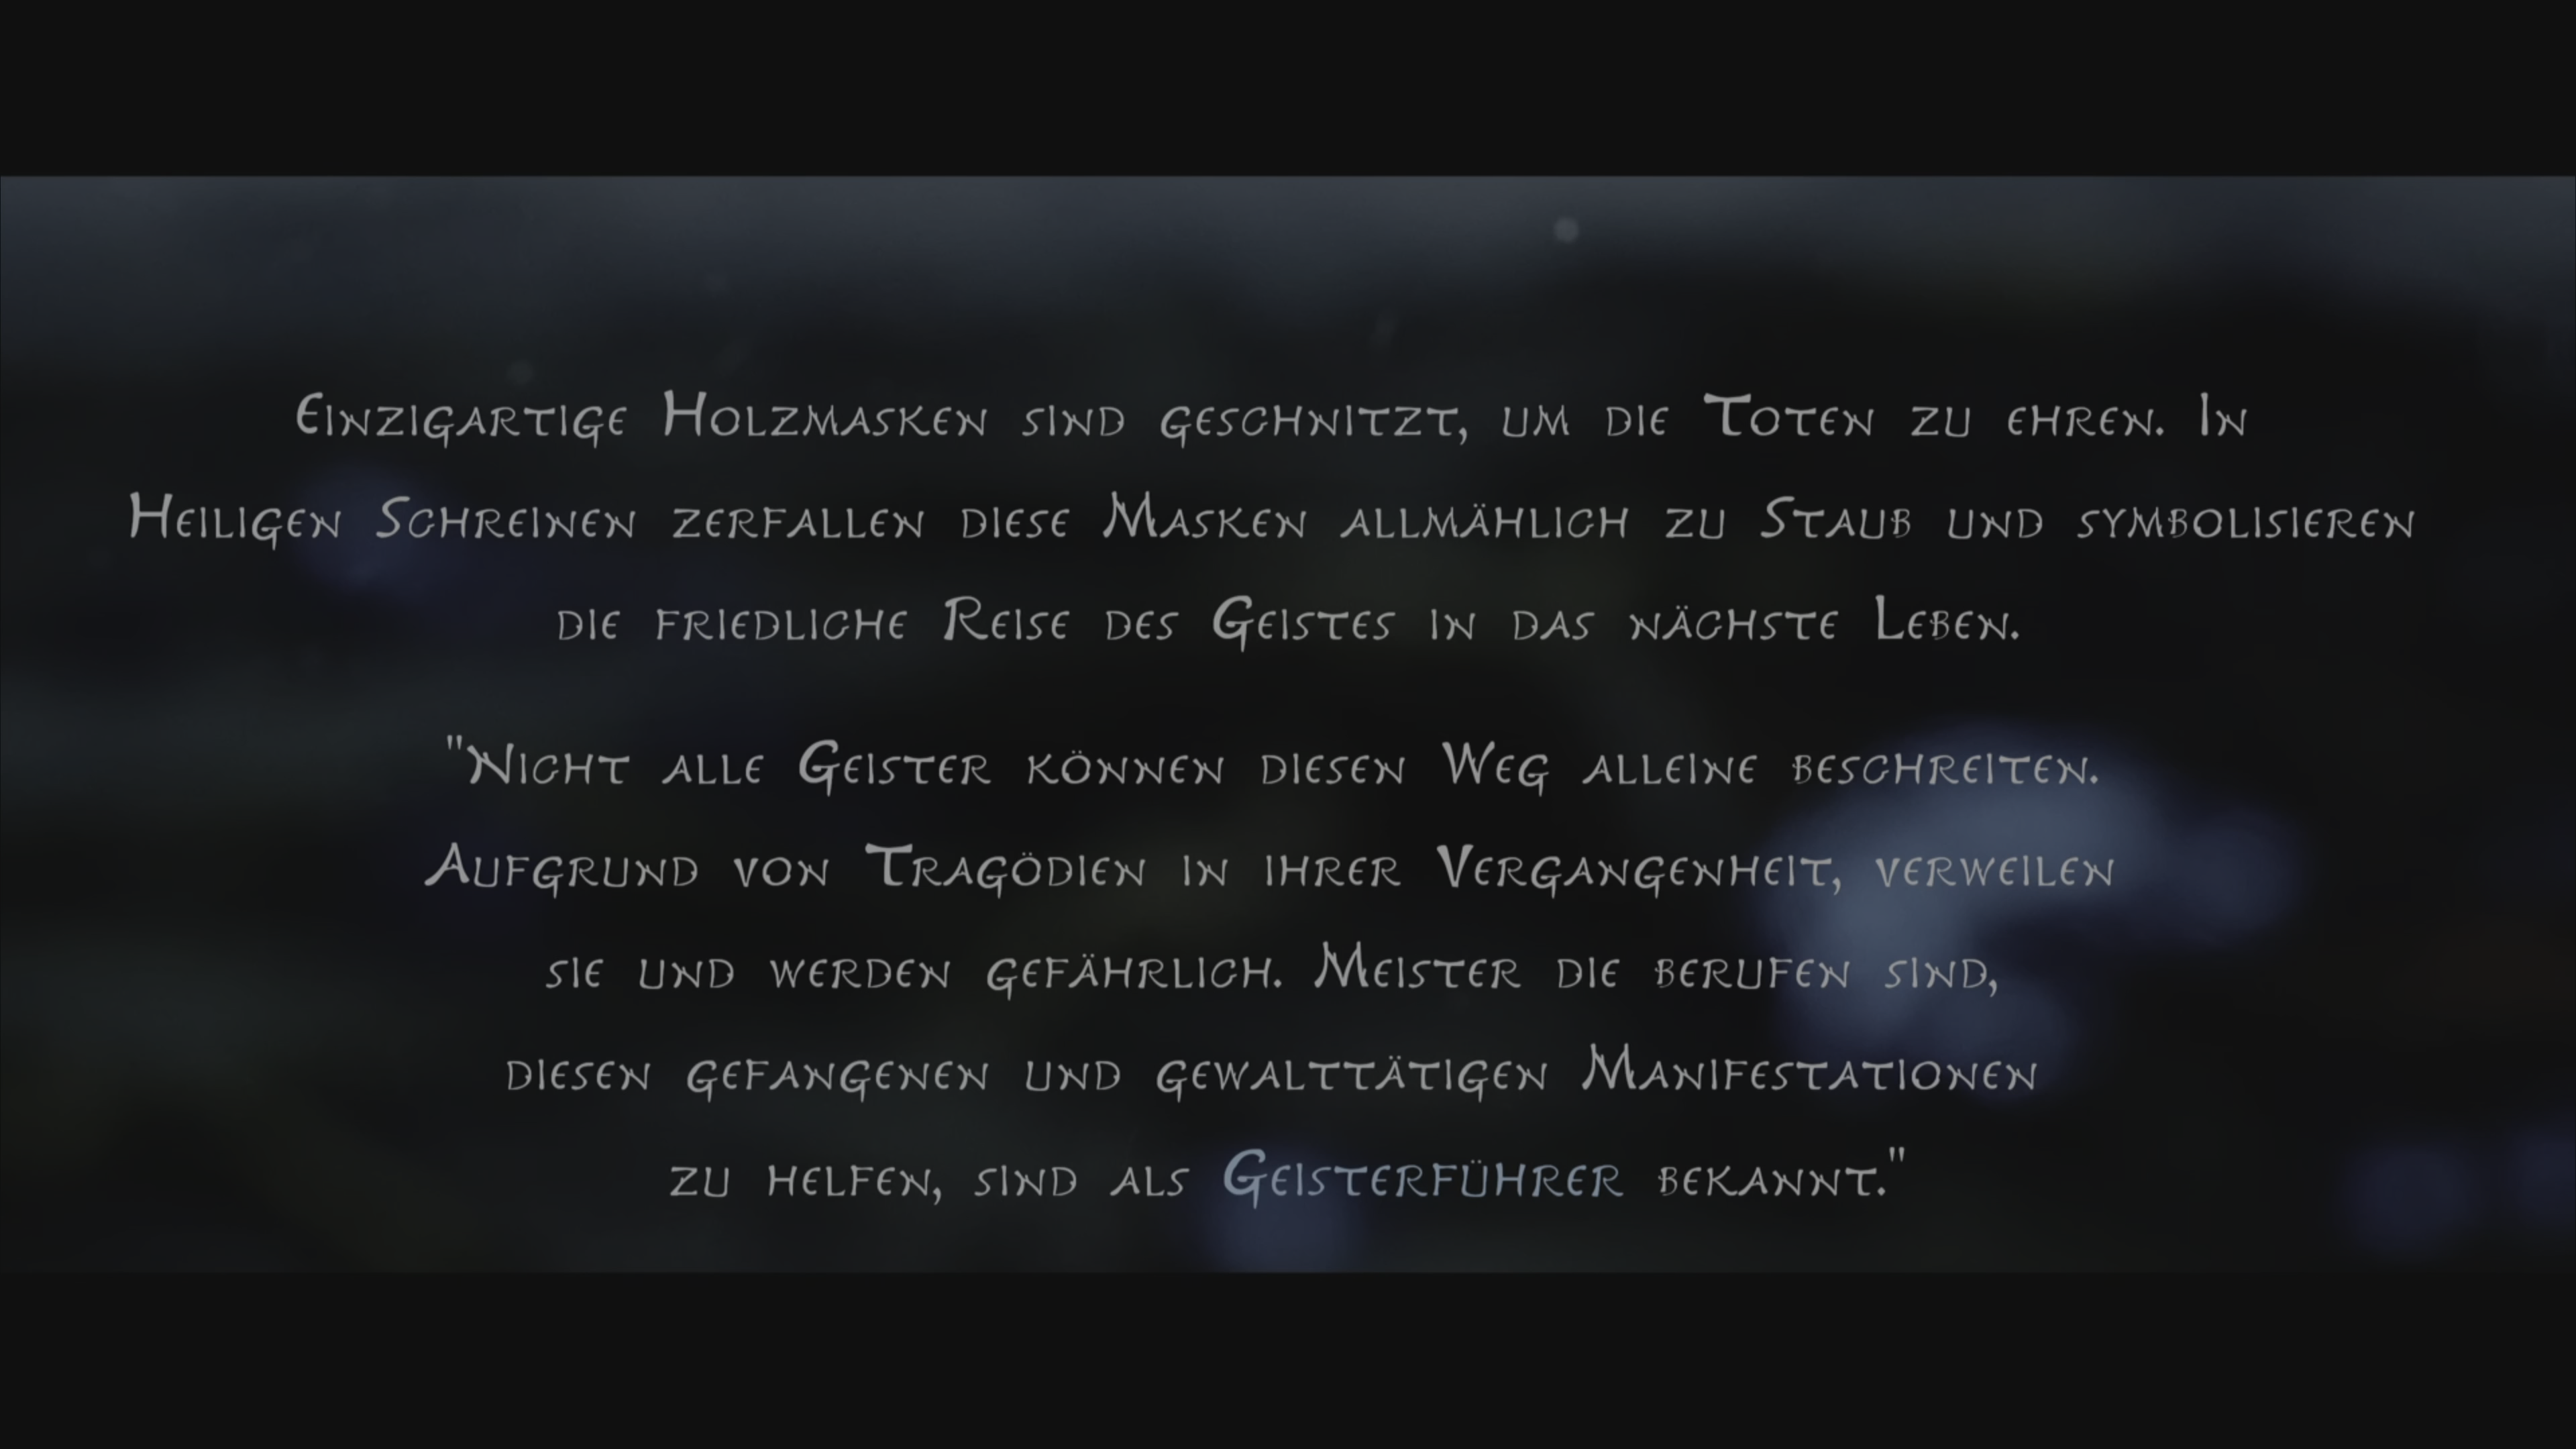 Einzigartige Holzmasken sind geschnitzt, um die Toten zu ehren. In
Heiligen Schreinen zerfallen diese Masken allmählich zu Staub und symbolisieren
die friedliche Reise des Geistes in das nächste Leben.
"Nicht alle Geister können diesen Weg alleine beschreiten.
Aufgrund von Tragödien in ihrer Vergangenheit, verweilen
sie und werden gefährlich. Meister die berufen sind,
diesen gefangenen und gewalttätigen Manifestationen
zu helfen, sind als Geisterführer bekannt."